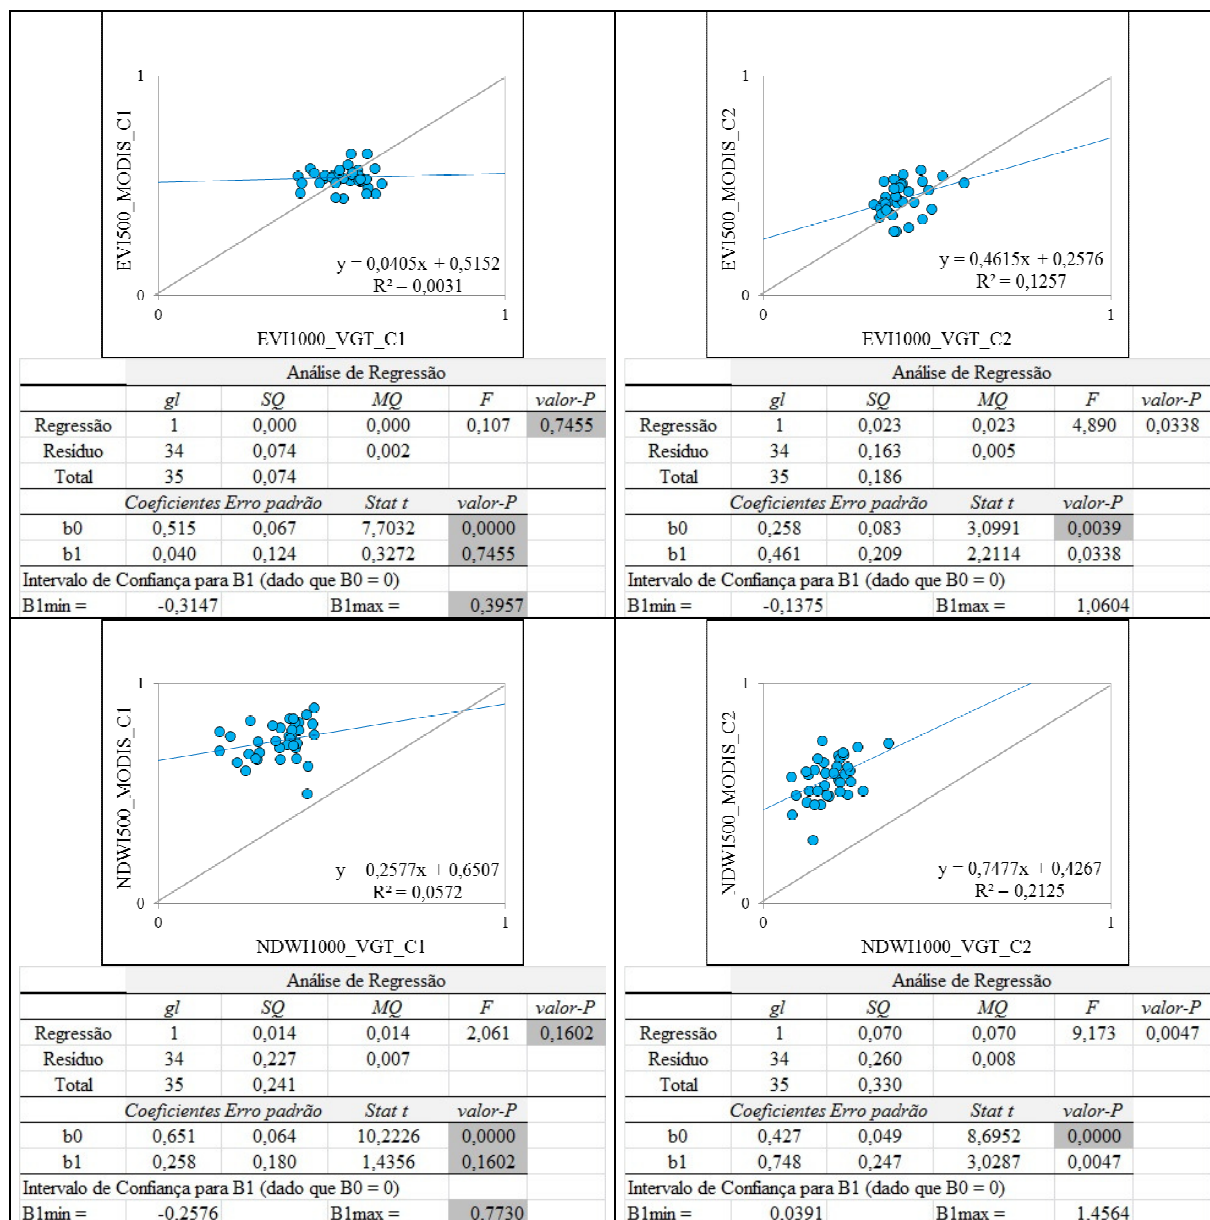 1
EVI500_MODIS_C1
y = 0,0405x + 0,5152
R² = 0,0031
0
0
1
EVI1000_VGT_C1
Análise de Regressão
gl SQ MQ F valor-P
Regressão 1 0,000 0,000 0,107 0,7455
Resíduo 34 0,074 0,002
Total 35 0,074
Coeficientes Erro padrão Stat t valor-P
b0 0,515 0,067 7,7032 0,0000
b1 0,040 0,124 0,3272 0,7455
Intervalo de Confiança para B1 (dado que B0 = 0)
B1min = -0,3147 B1max = 0,3957
1
EVI500_MODIS_C2
y = 0,4615x + 0,2576
R² = 0,1257
0
0
1
EVI1000_VGT_C2
Análise de Regressão
gl SQ MQ F valor-P
Regressão 1 0,023 0,023 4,890 0,0338
Resíduo 34 0,163 0,005
Total 35 0,186
Coeficientes Erro padrão Stat t valor-P
b0 0,258 0,083 3,0991 0,0039
b1 0,461 0,209 2,2114 0,0338
Intervalo de Confiança para B1 (dado que B0 = 0)
B1min = -0,1375 B1max = 1,0604
1
NDWI500_MODIS_C1
y = 0,2577x + 0,6507
R² = 0,0572
0
0
1
NDWI1000_VGT_C1
Análise de Regressão
gl SQ MQ F valor-P
Regressão 1 0,014 0,014 2,061 0,1602
Resíduo 34 0,227 0,007
Total 35 0,241
Coeficientes Erro padrão Stat t valor-P
b0 0,651 0,064 10,2226 0,0000
b1 0,258 0,180 1,4356 0,1602
Intervalo de Confiança para B1 (dado que B0 = 0)
B1min = -0,2576 B1max = 0,7730
1
NDWI500_MODIS_C2
y = 0,7477x + 0,4267
R² = 0,2125
0
0
1
NDWI1000_VGT_C2
Análise de Regressão
gl SQ MQ F valor-P
Regressão 1 0,070 0,070 9,173 0,0047
Resíduo 34 0,260 0,008
Total 35 0,330
Coeficientes Erro padrão Stat t valor-P
b0 0,427 0,049 8,6952 0,0000
b1 0,748 0,247 3,0287 0,0047
Intervalo de Confiança para B1 (dado que B0 = 0)
B1min = 0,0391 B1max = 1,4564